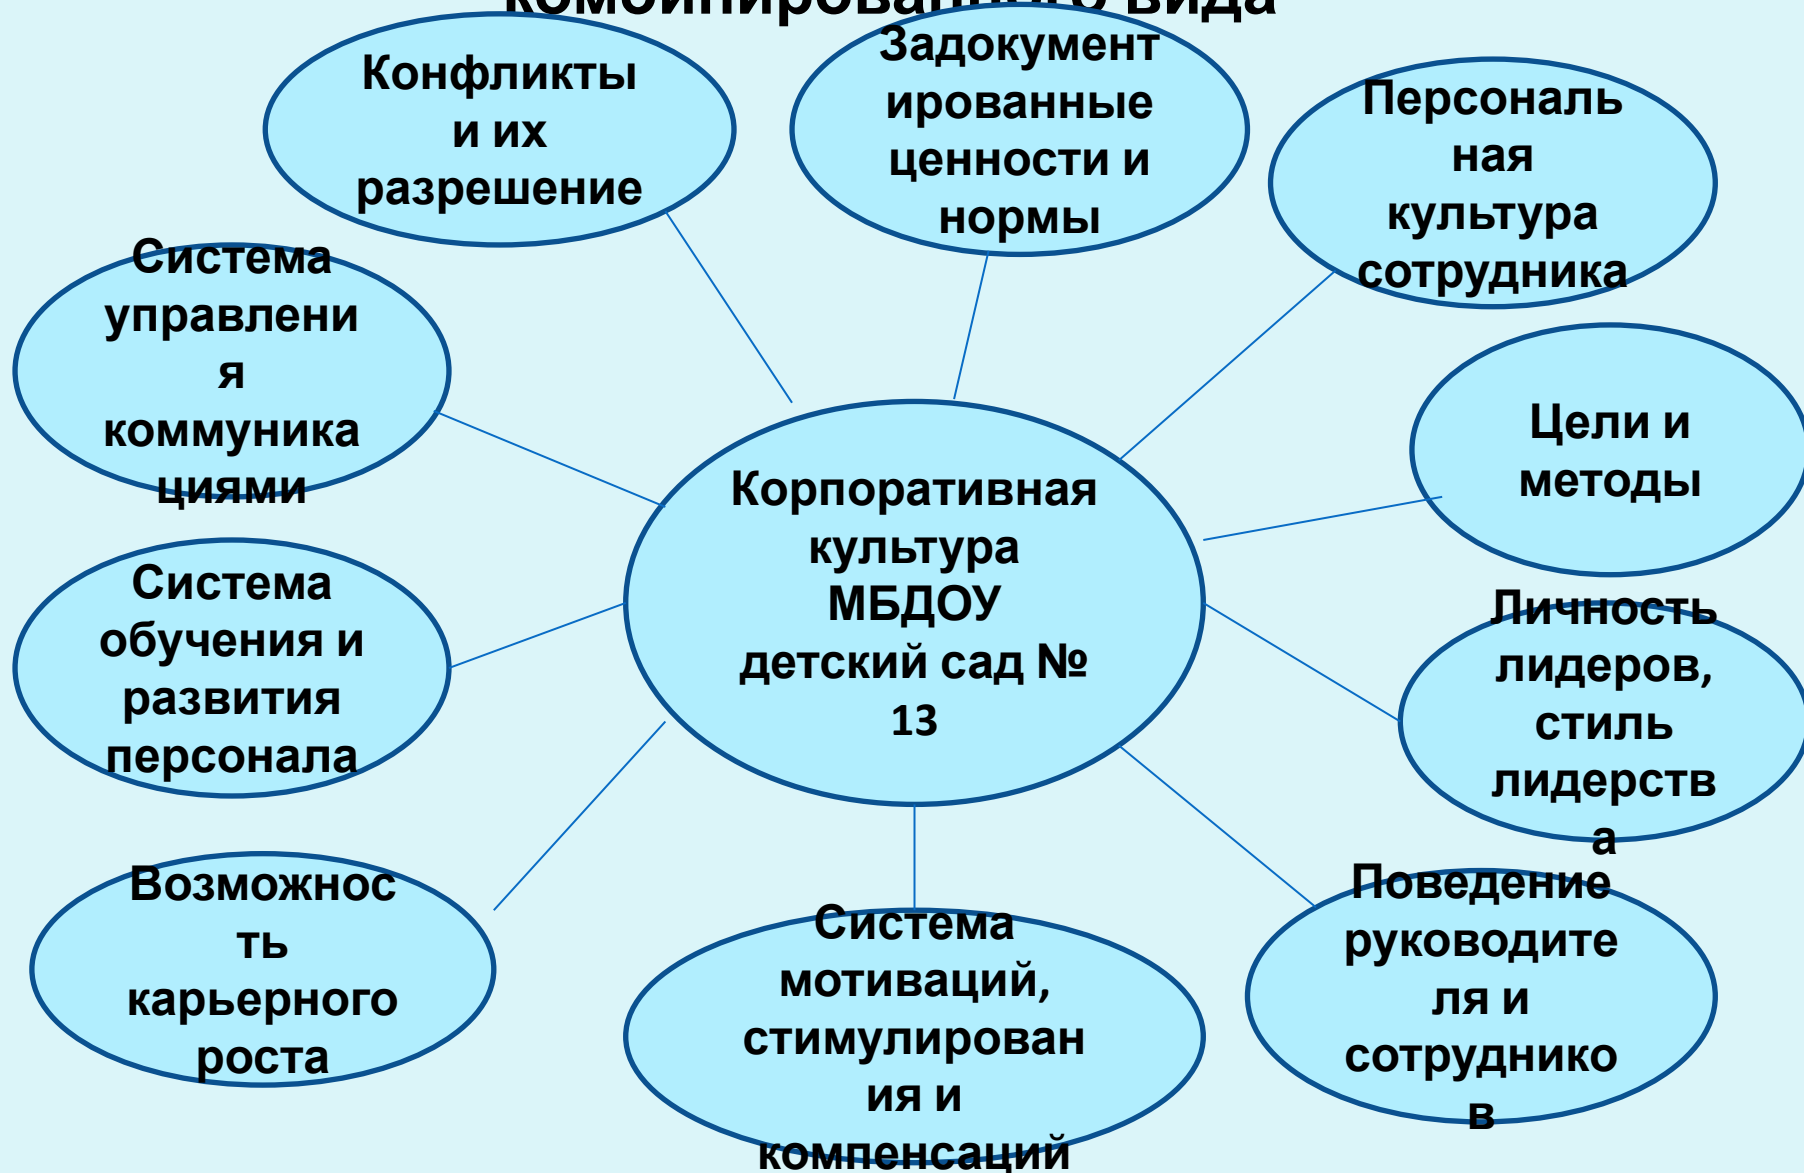 комбинированного вида
Конфликты
и их
разрешение
Задокумент
ированные
ценности и
нормы
Персональ
ная
культура
сотрудника
Система
управлени
я
коммуника
циями
Цели и
методы
Корпоративная
культура
МБДОУ
детский сад №
13
Система
обучения и
развития
персонала
Личность
лидеров,
стиль
лидерств
а
Возможнос
ть
карьерного
роста
Система
мотиваций,
стимулирован
ия и
компенсаций
Поведение
руководите
ля и
сотруднико
в